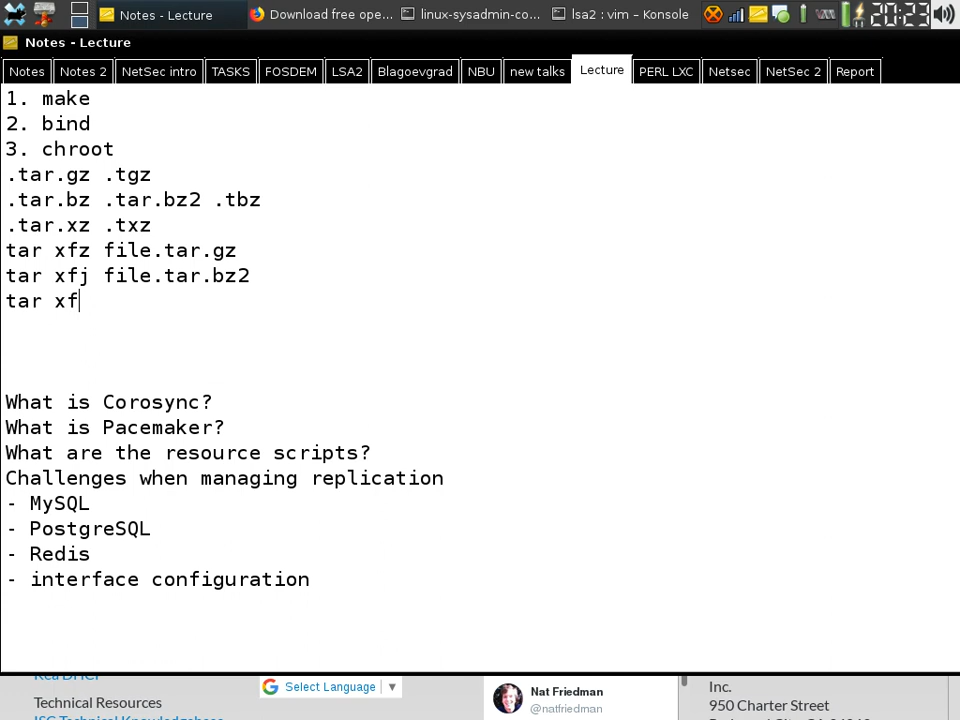 Notes - Lecture
Download free ope...
linux-sysadmin-co...
lsa2 : vim – Konsole
20:23
Notes - Lecture
Notes
Notes 2
NetSec intro
TASKS
FOSDEM
LSA2
Blagoevgrad
NBU
new talks
Lecture
PERL LXC
Netsec
NetSec 2
Report
1. make
2. bind
3. chroot
.tar.gz .tgz
.tar.bz .tar.bz2 .tbz
.tar.xz .txz
tar xfz file.tar.gz
tar xfj file.tar.bz2
tar xf
What is Corosync?
What is Pacemaker?
What are the resource scripts?
Challenges when managing replication
- MySQL
- PostgreSQL
- Redis
- interface configuration
Technical Resources
Select Language
Nat Friedman
@natfriedman
Inc.
950 Charter Street